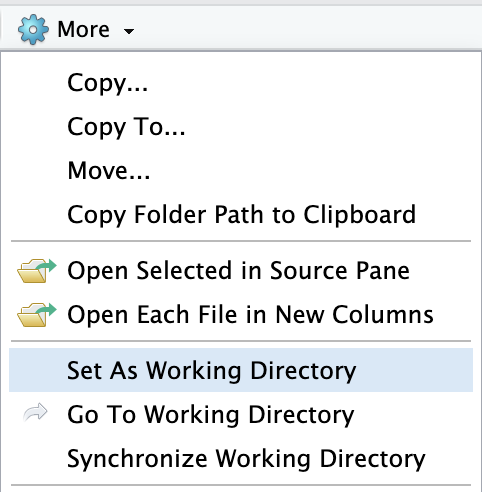 More
Copy...
Copy To...
Move...
Copy Folder Path to Clipboard
Open Selected in Source Pane
Open Each File in New Columns
Set As Working Directory
Go To Working Directory
Synchronize Working Directory